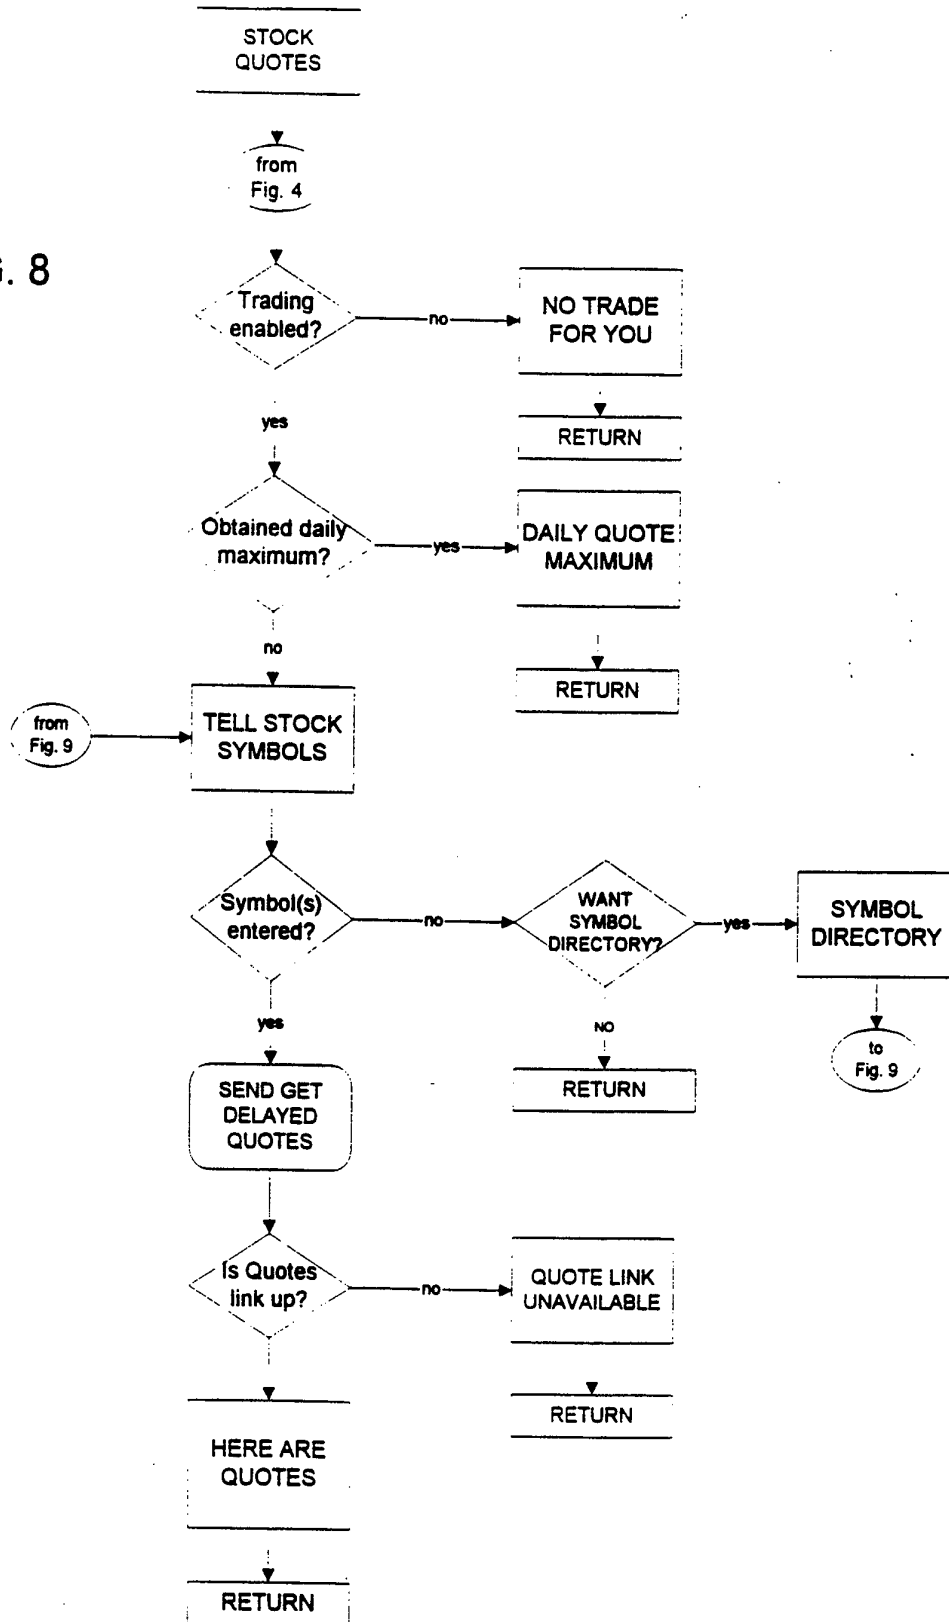 STOCK
QUOTES
from
Fig. 4
. 8
Trading
enabled?
no
NO TRADE
FOR YOU
yes
RETURN
Obtained daily
maximum?
yes
DAILY QUOTE
MAXIMUM
no
RETURN
from
Fig. 9
TELL STOCK
SYMBOLS
Symbol(s)
entered?
no
WANT
SYMBOL
DIRECTORY?
yes
SYMBOL
DIRECTORY
yes
NO
to
Fig. 9
SEND GET
DELAYED
QUOTES
RETURN
Is Quotes
link up?
no
QUOTE LINK
UNAVAILABLE
RETURN
HERE ARE
QUOTES
RETURN